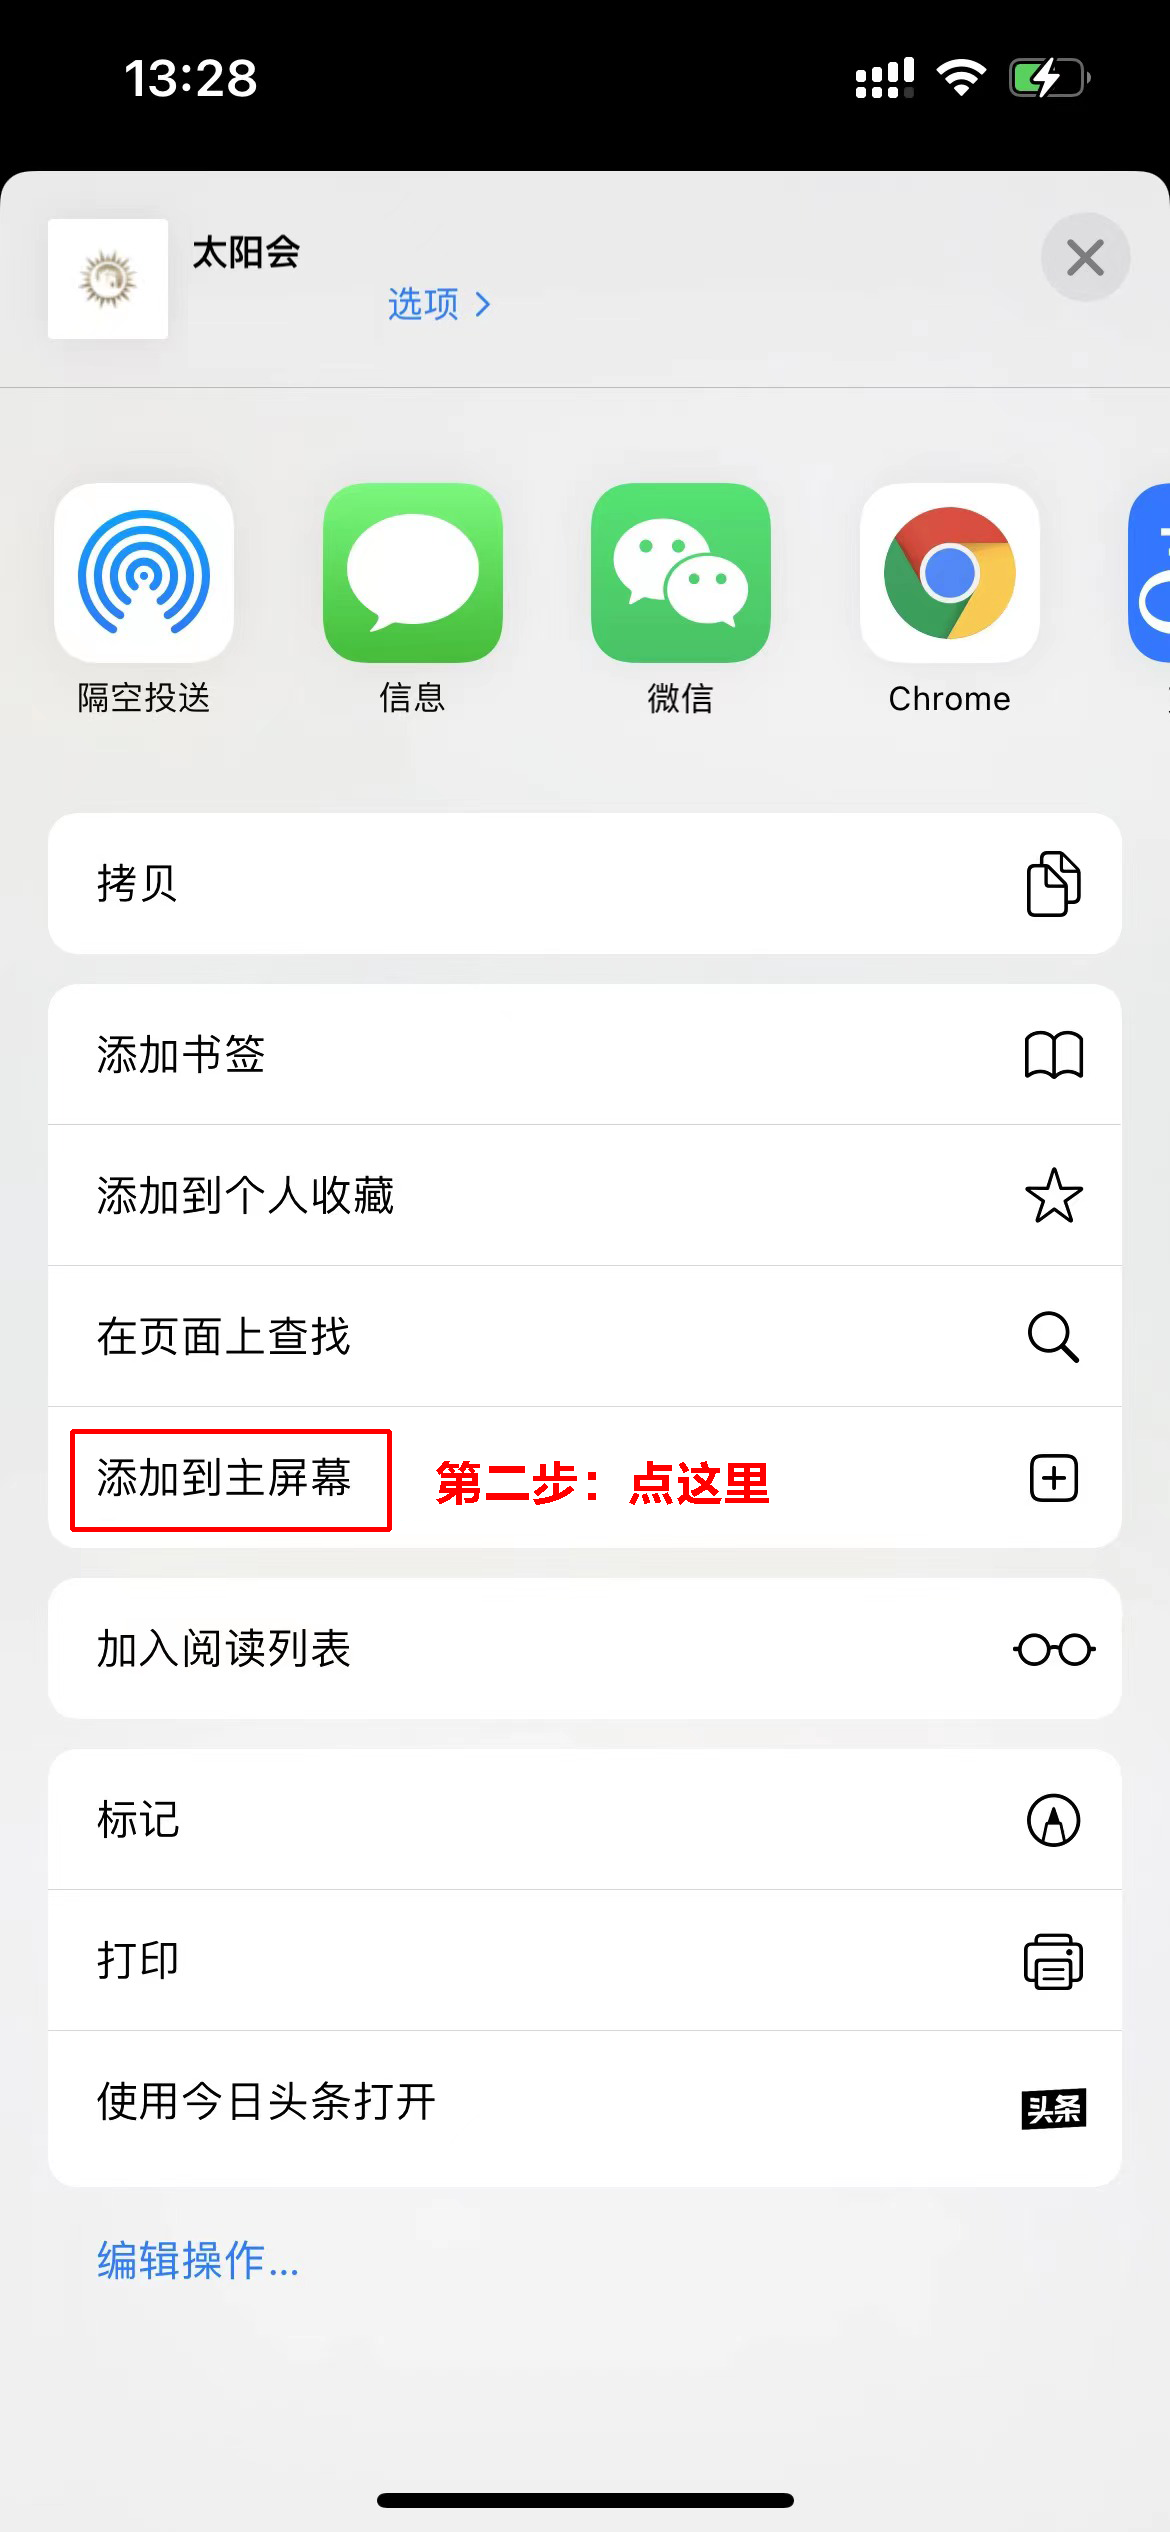 13:28
太阳会
选项
隔空投送
信息
微信
Chrome
拷贝
添加书签
添加到个人收藏
在页面上查找
添加到主屏幕
第二步：点这里
加入阅读列表
标记
打印
使用今日头条打开
头条
编辑操作...